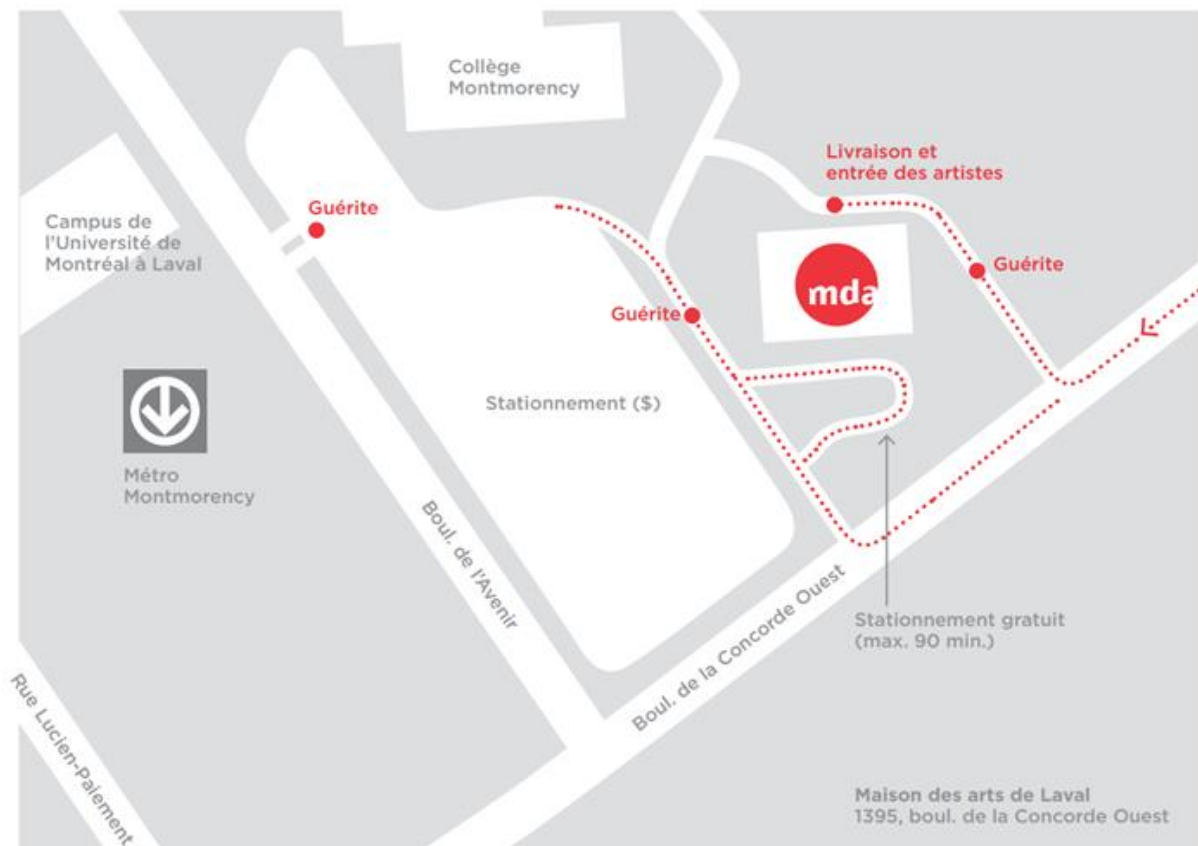 Collège
Montmorency
Livraison et
entrée des artistes
Guérite
Campus de
l'Université de
Montréal à Laval
Guérite
mda
Guérite
Stationnement ($)
Métro
Montmorency
Boul. de l'Avenir
Boul. de la Concorde Ouest
Stationnement gratuit
(max. 90 min.)
Rue Lucien-Paiement
Maison des arts de Laval
1395, boul. de la Concorde Ouest